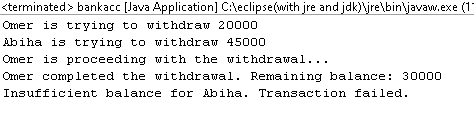 <terminated> bankacc [Java Application] C:\eclipse(with jre and jdk)\jre\bin\javaw.exe (1
Omer is trying to withdraw 20000
Abiha is trying to withdraw 45000
Omer is proceeding with the withdrawal...
Omer completed the withdrawal. Remaining balance: 30000
Insufficient balance for Abiha. Transaction failed.